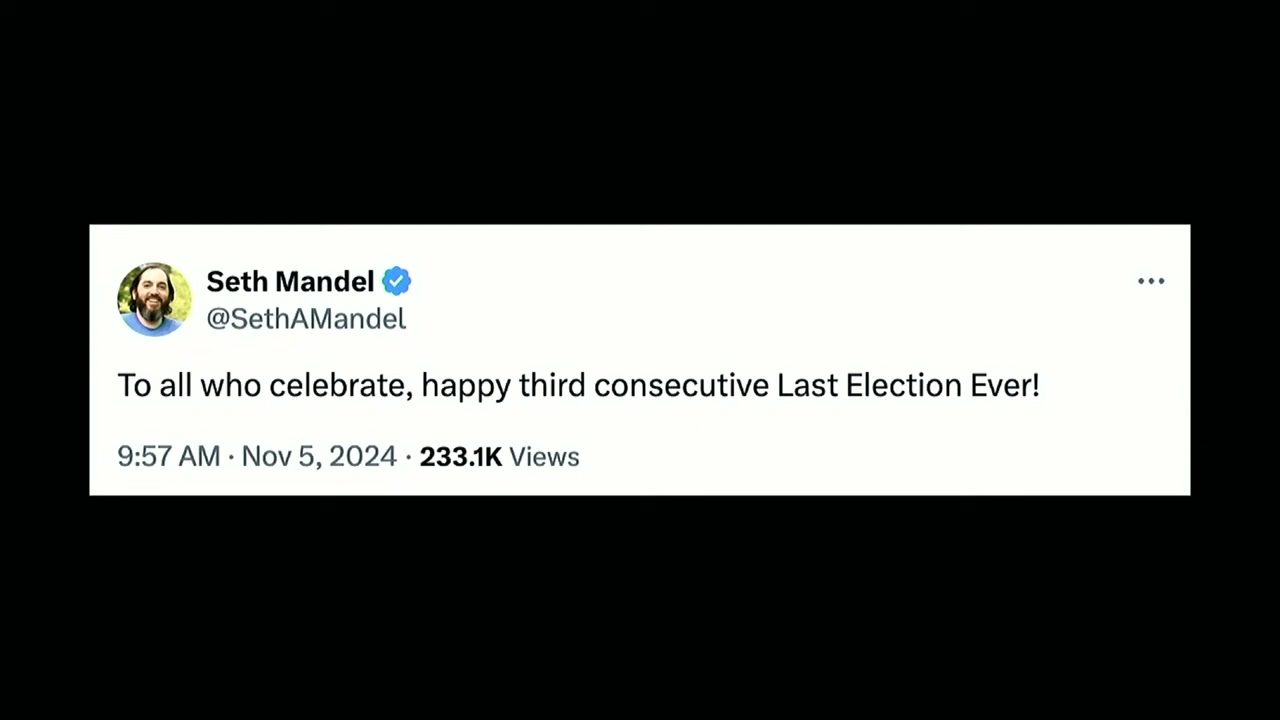 Seth Mandel
@SethAMandel
To all who celebrate, happy third consecutive Last Election Ever!
9:57 AM · Nov 5, 2024 · 233.1K Views